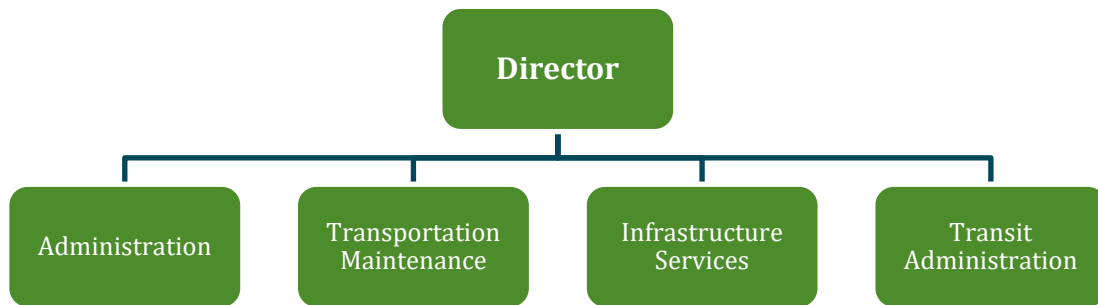 Director
Administration
Transportation
Maintenance
Infrastructure
Services
Transit
Administration